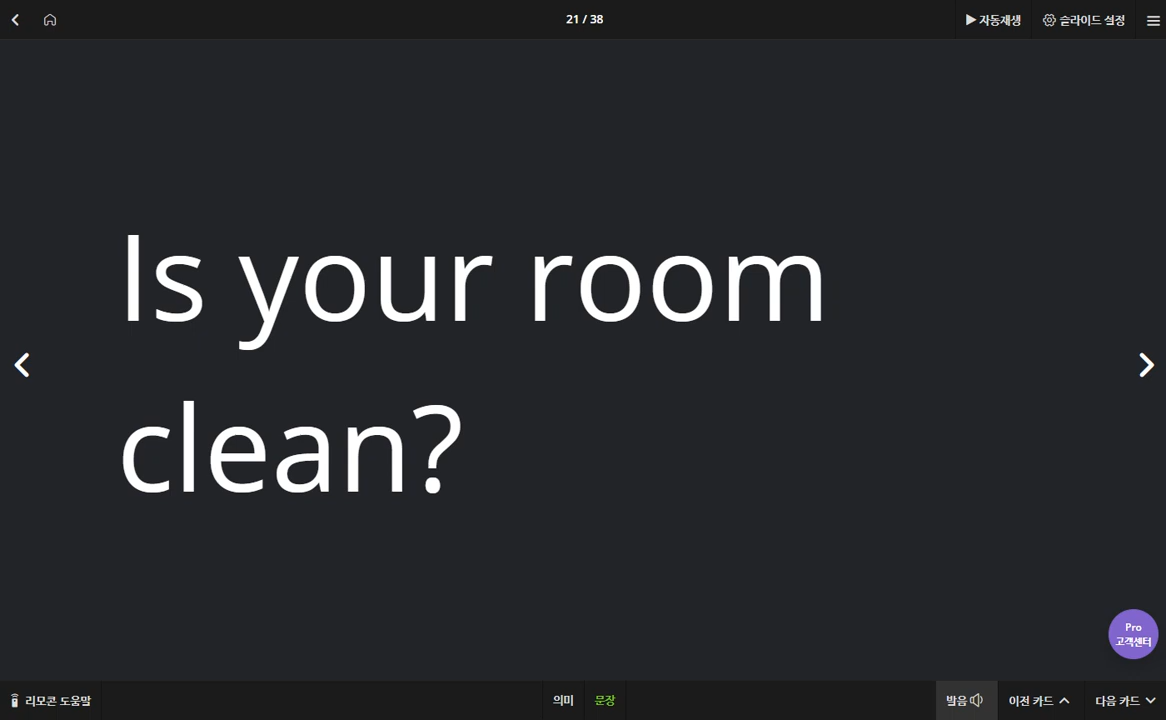 21 / 38
자동재생
슬라이드 설정
Is your room
clean?
Pro
고객센터
리모콘 도움말
의미
문장
발음
이전 카드
다음 카드